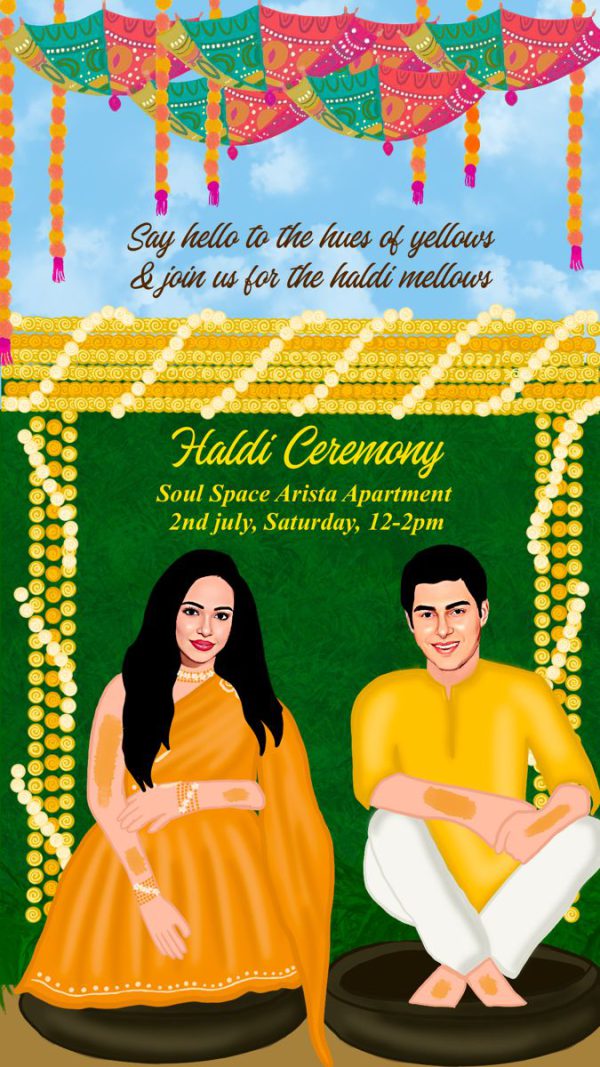 Say hello to the hues of yellows
& join us for the haldi mellows
Haldi Ceremony
Soul Space Arista Apartment
2nd july, Saturday, 12-2pm